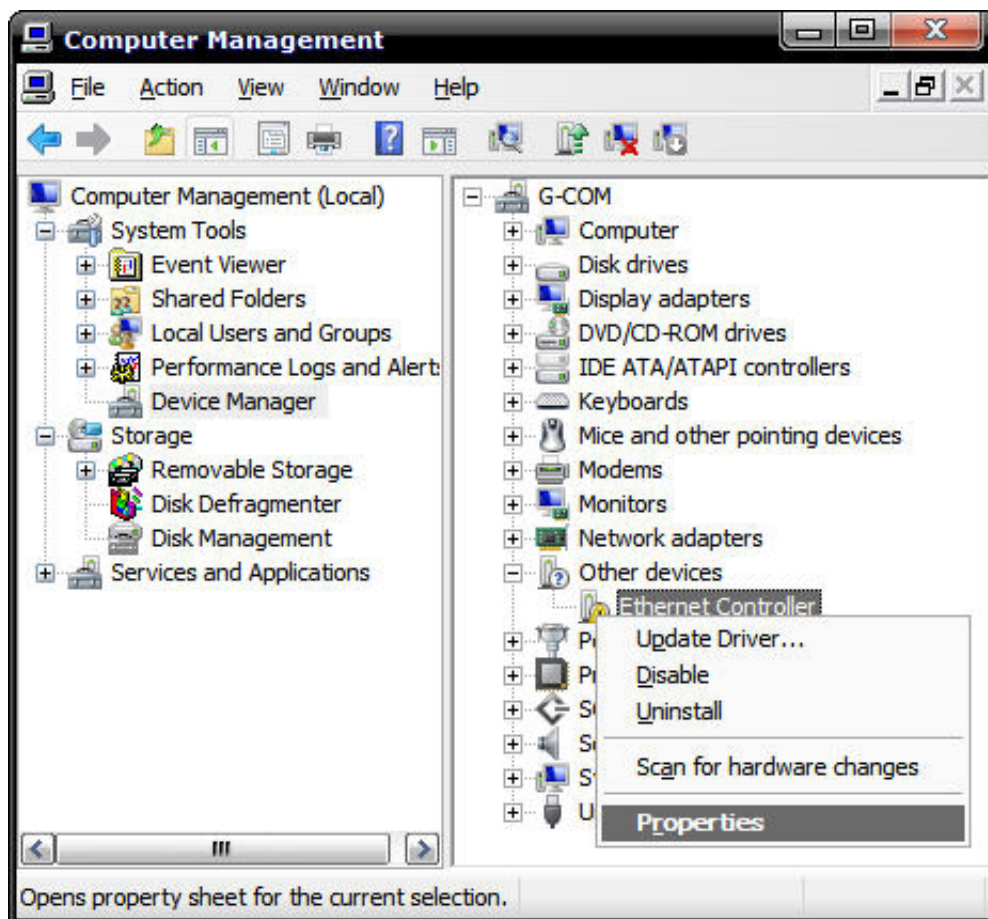 Computer Management
File Action View Window Help
Computer Management (Local)
System Tools
Event Viewer
Shared Folders
Local Users and Groups
Performance Logs and Alert
Device Manager
Storage
Removable Storage
Disk Defragmenter
Disk Management
Services and Applications
G-COM
Computer
Disk drives
Display adapters
DVD/CD-ROM drives
IDE ATA/ATAPI controllers
Keyboards
Mice and other pointing devices
Modems
Monitors
Network adapters
Other devices
Ethernet Controller
Update Driver...
Disable
Uninstall
Scan for hardware changes
Properties
Opens property sheet for the current selection.